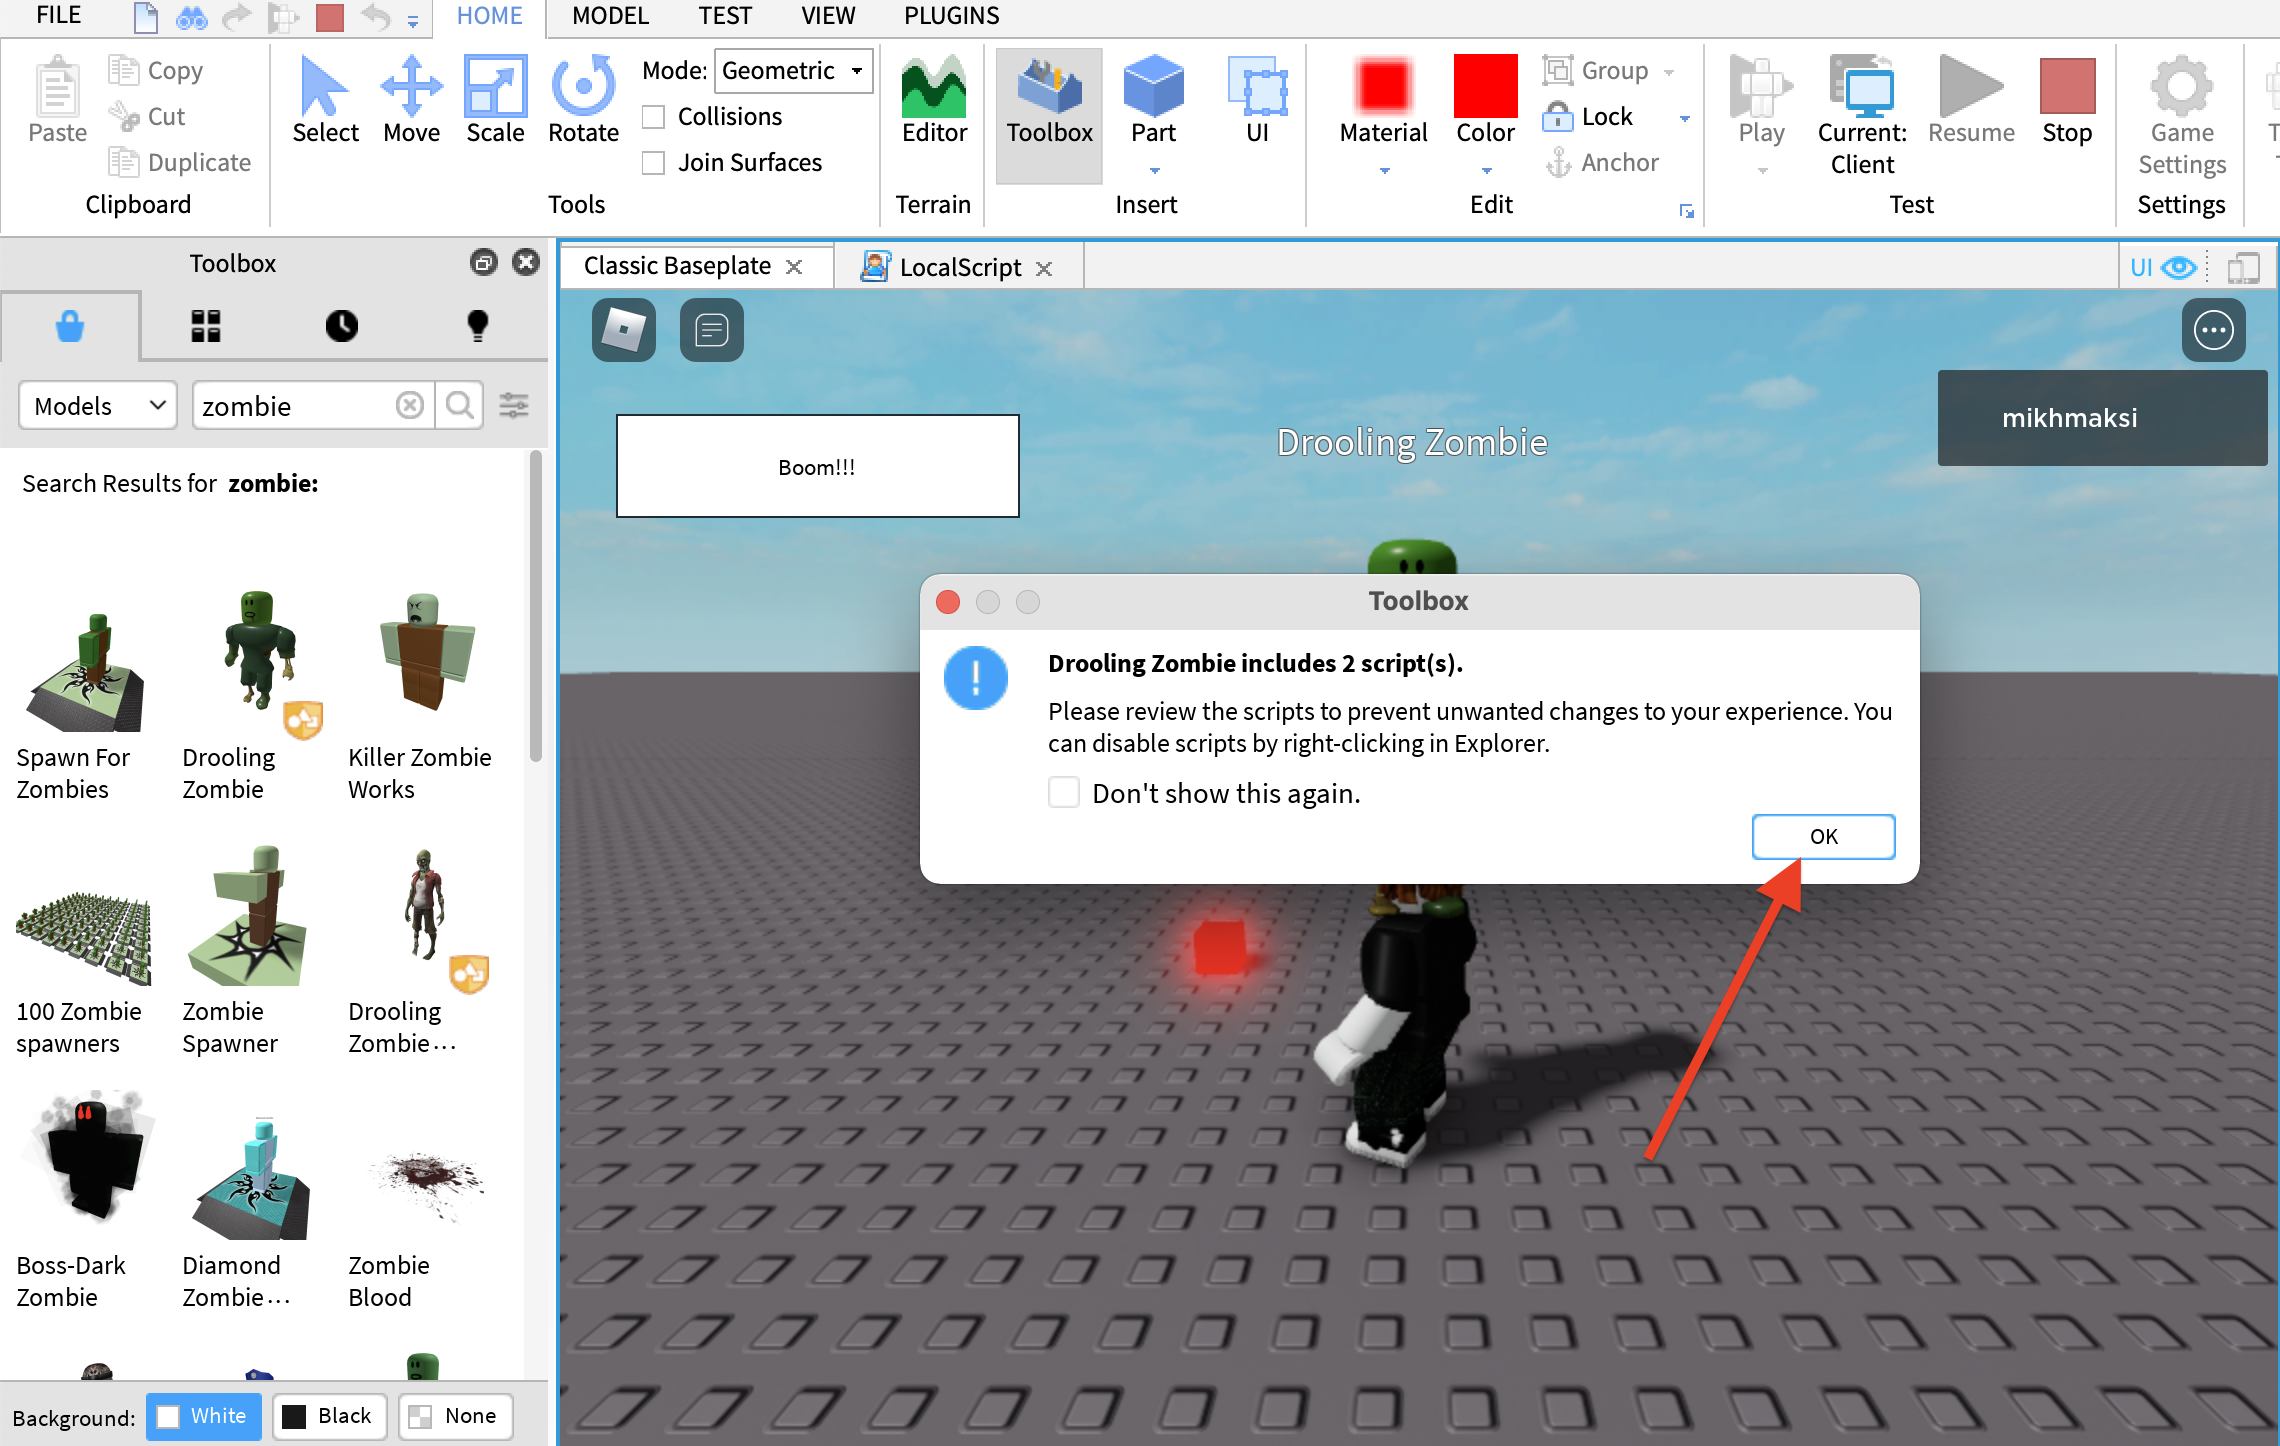 FILE
HOME
MODEL
TEST
VIEW
PLUGINS
Paste
Copy
Cut
Duplicate
Clipboard
Select
Move
Scale
Rotate
Mode: Geometric
Collisions
Join Surfaces
Tools
Editor
Terrain
Toolbox
Part
UI
Insert
Material
Color
Group
Lock
Anchor
Edit
Play
Current:
Client
Resume
Stop
Test
Game
Settings
Settings
Toolbox
Classic Baseplate
LocalScript
UI
Models
zombie
Search Results for zombie:
Spawn For
Zombies
Drooling
Zombie
Killer Zombie
Works
100 Zombie
spawners
Zombie
Spawner
Drooling
Zombie...
Boss-Dark
Zombie
Diamond
Zombie...
Zombie
Blood
Background:
White
Black
None
Boom!!!
Drooling Zombie
mikhmaksi
Toolbox
Drooling Zombie includes 2 script(s).
Please review the scripts to prevent unwanted changes to your experience. You
can disable scripts by right-clicking in Explorer.
Don't show this again.
OK